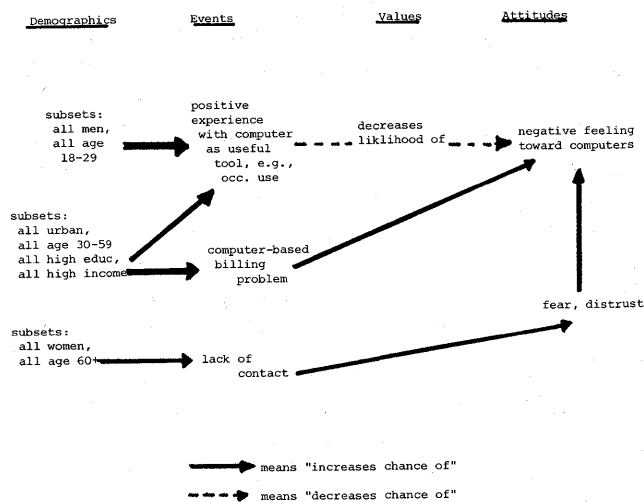 Demographics Events Values Attitudes
subsets:
all men,
all age
18-29
positive
experience
with computer
as useful
tool, e.g.,
occ. use
decreases
liklihood of
negative feeling
toward computers
subsets:
all urban,
all age 30-59
all high educ,
all high income
computer-based
billing
problem
fear, distrust
subsets:
all women,
all age 60+
lack of
contact
means "increases chance of"
means "decreases chance of"